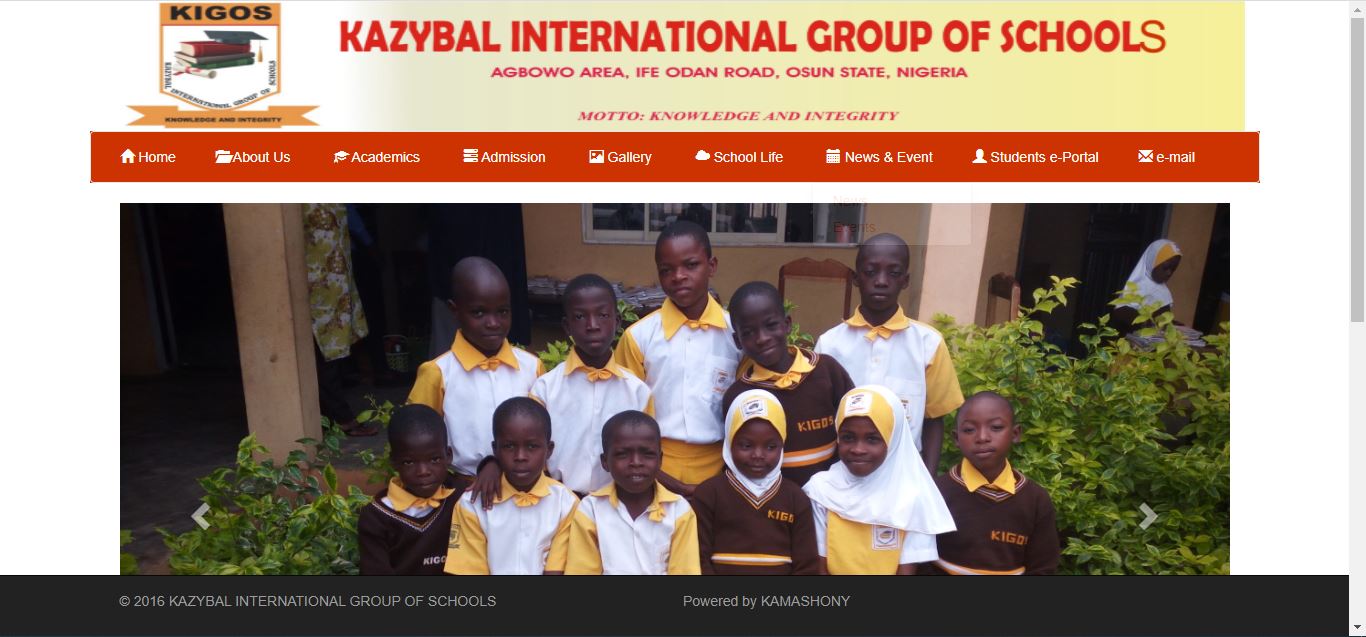 KIGOS
KAZYBAL INTERNATIONAL GROUP OF SCHOOLS
KNOWLEDGE AND INTEGRITY
KAZYBAL INTERNATIONAL GROUP OF SCHOOLS
AGBOWO AREA, IFE ODAN ROAD, OSUN STATE, NIGERIA
MOTTO: KNOWLEDGE AND INTEGRITY
Home About Us Academics Admission Gallery School Life News & Event Students e-Portal e-mail
News
Events
KIGOS
KIGOS
KIGOS
© 2016 KAZYBAL INTERNATIONAL GROUP OF SCHOOLS Powered by KAMASHONY